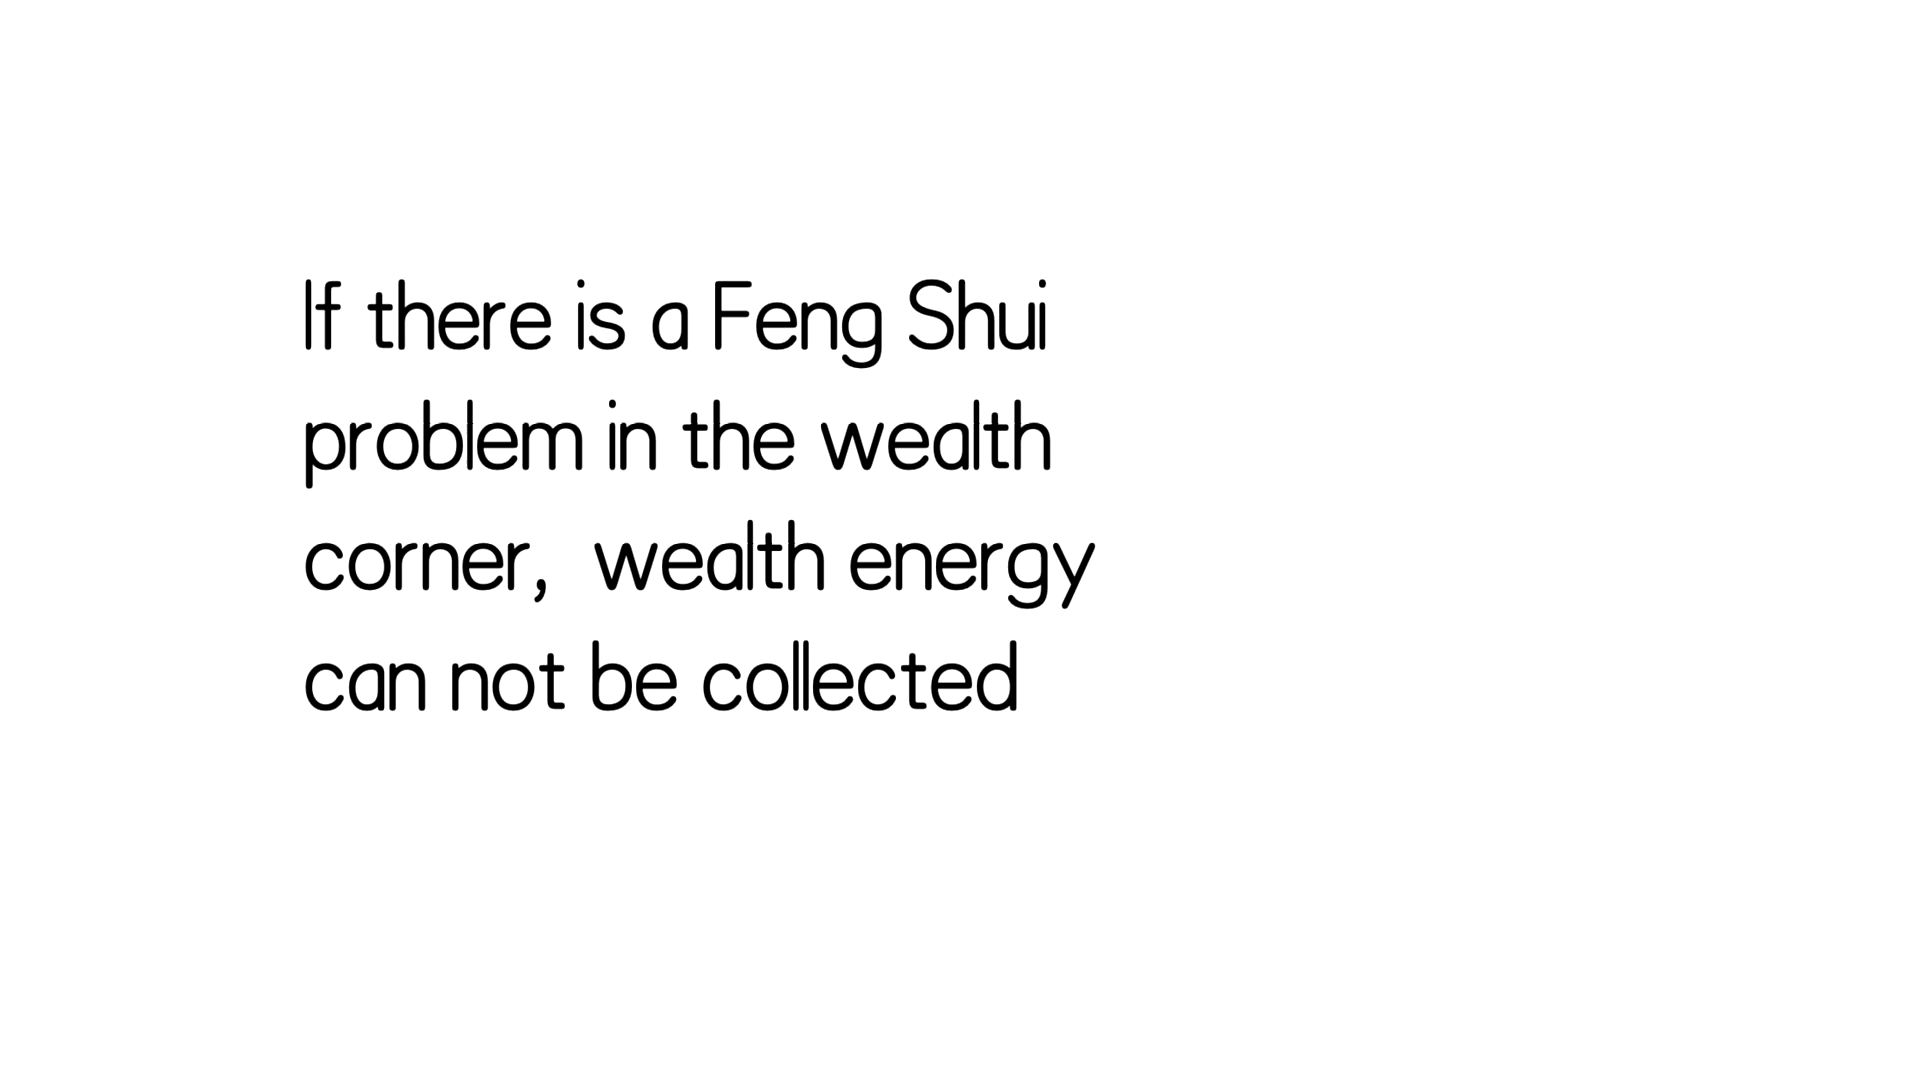 If there is a Feng Shui
problem in the wealth
corner,  wealth energy
can not be collected